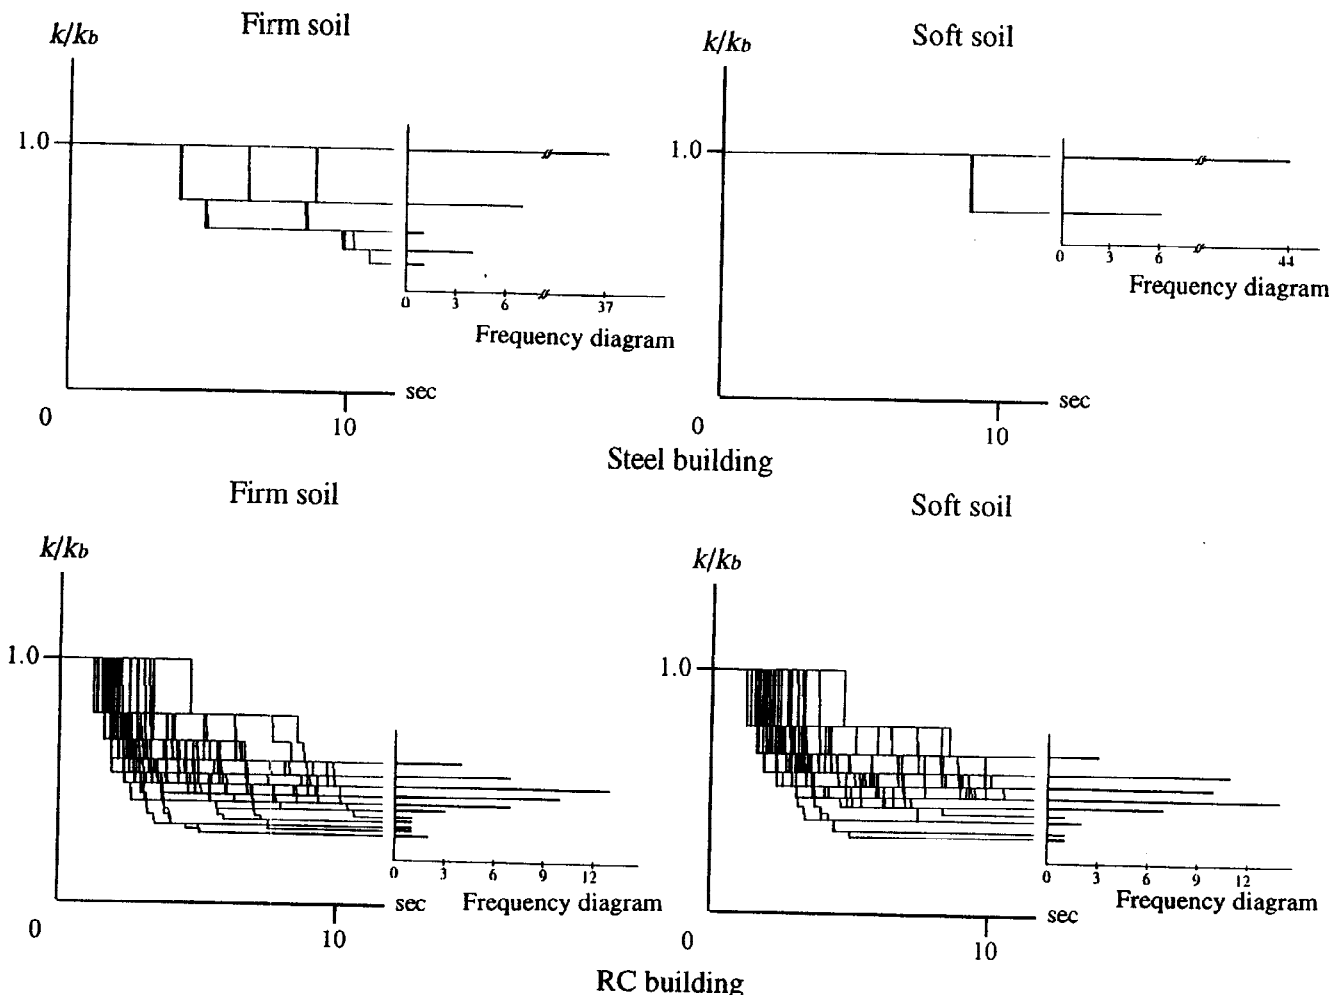 Firm soil
k/kb
1.0
0 3 6 37
Frequency diagram
sec
0
10
Soft soil
k/kb
1.0
0 3 6 44
Frequency diagram
sec
0
10
Steel building
Firm soil
k/kb
1.0
0 3 6 9 12
Frequency diagram
sec
0
10
Soft soil
k/kb
1.0
0 3 6 9 12
Frequency diagram
sec
0
10
RC building